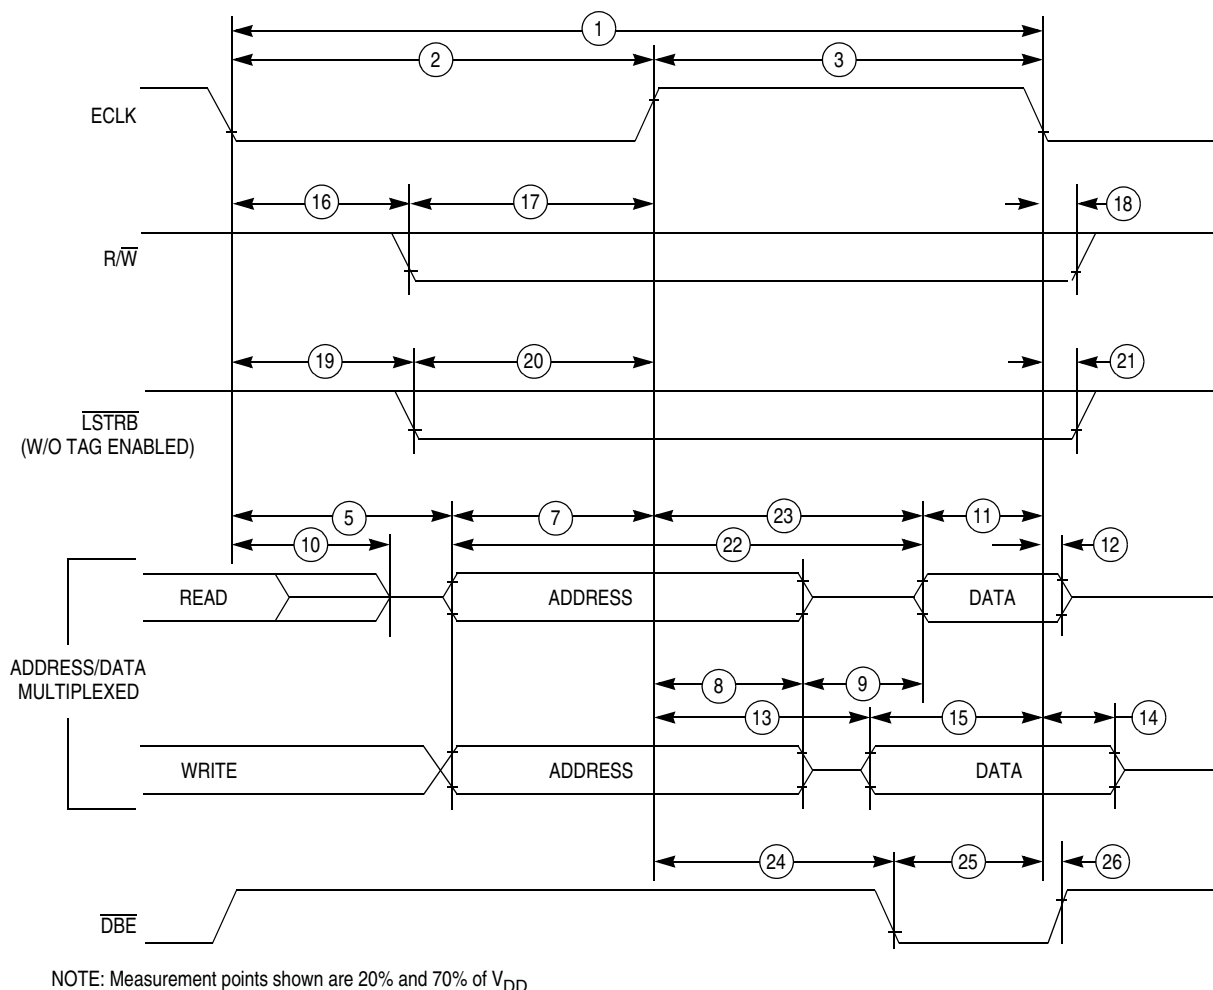 1
2
3
ECLK
16
17
18
R/W
19
20
21
LSTRB
(W/O TAG ENABLED)
5
7
23
11
10
22
12
READ
ADDRESS
DATA
ADDRESS/DATA
MULTIPLEXED
8
9
13
15
14
WRITE
ADDRESS
DATA
24
25
26
DBE
NOTE: Measurement points shown are 20% and 70% of VDD